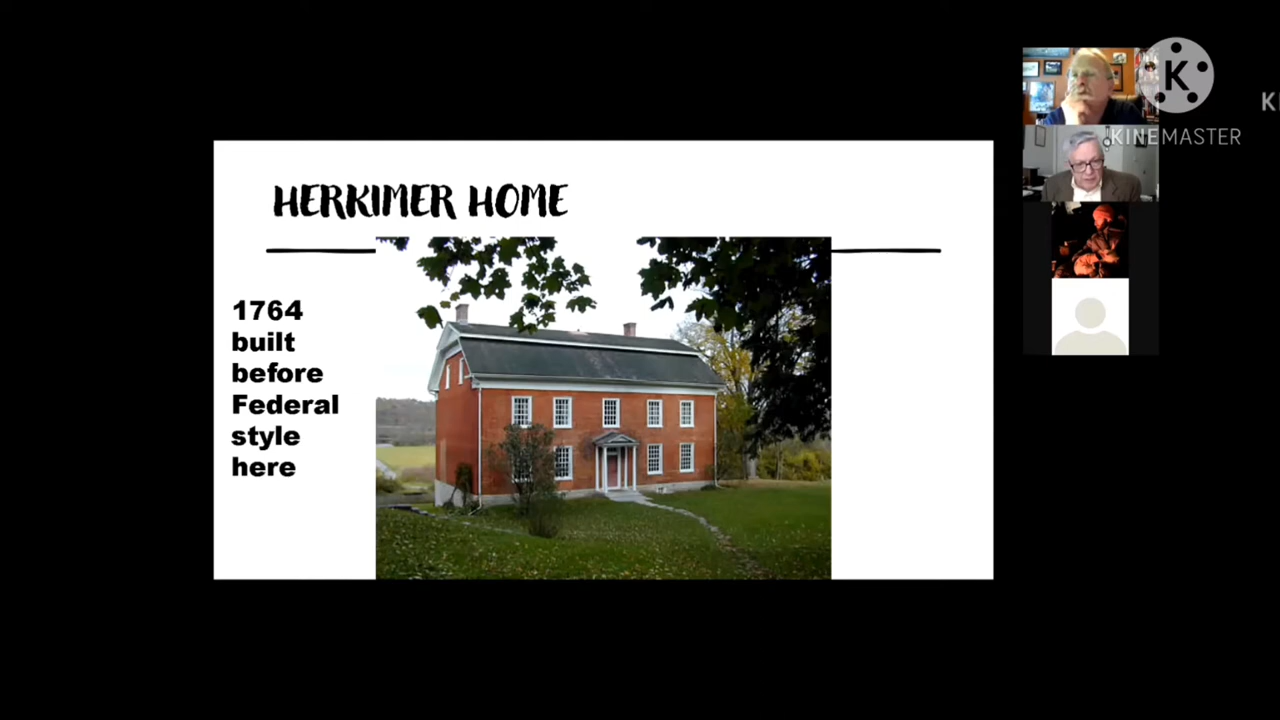 HERKIMER HOME
1764
built
before
Federal
style
here
K
KINEMASTER
K